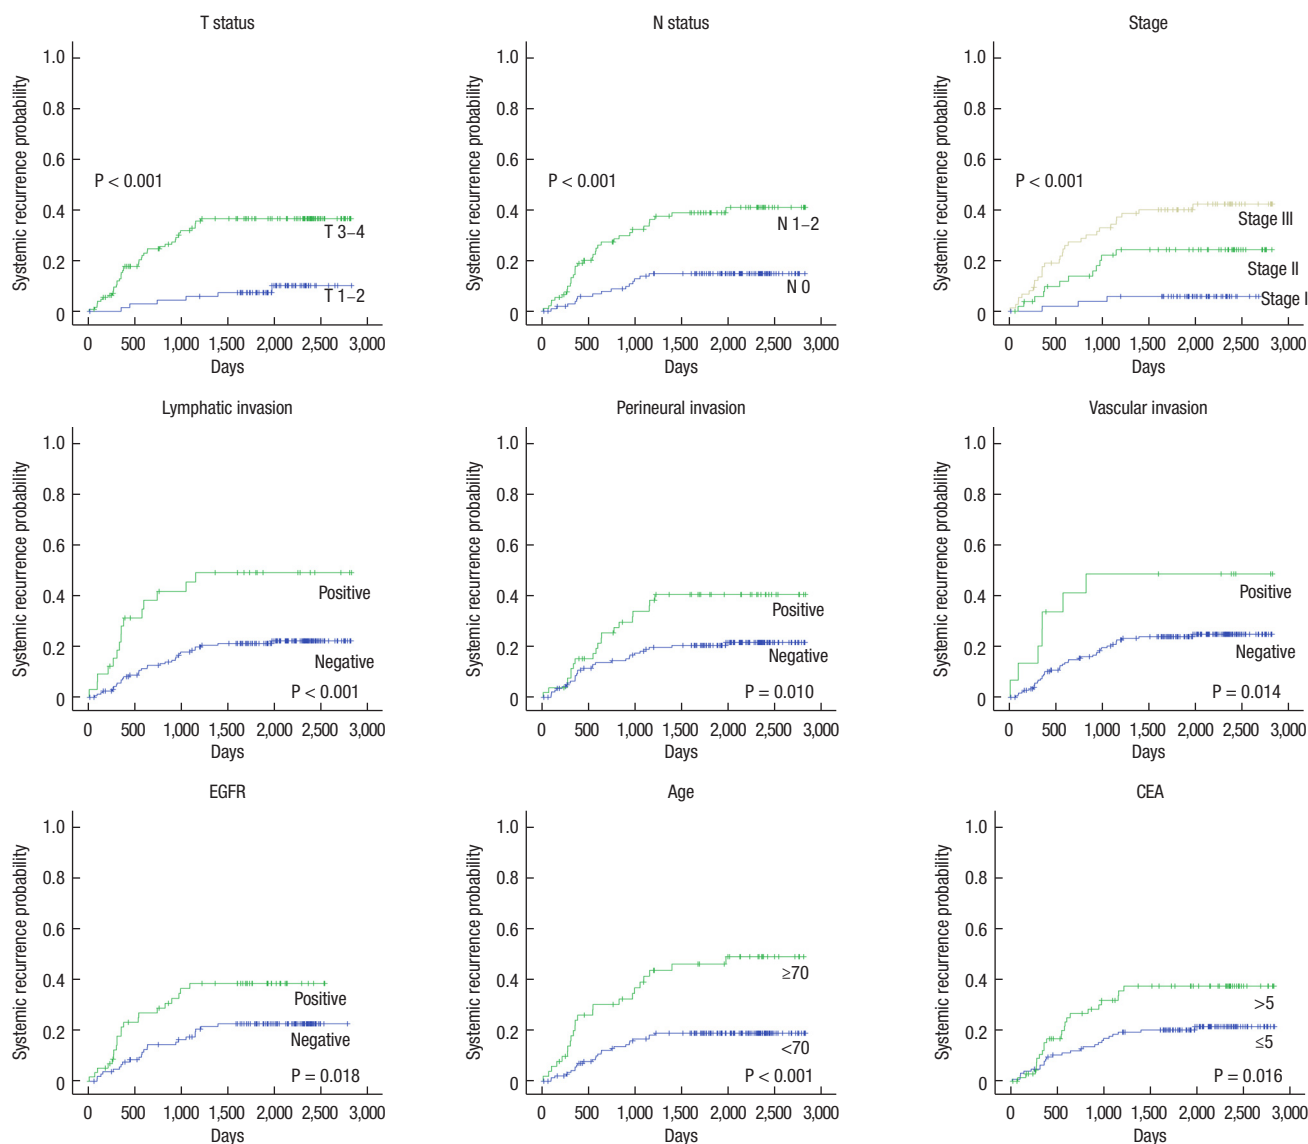 T status
Systemic recurrence probability
1.0
0.8
0.6
0.4
0.2
0
P < 0.001
T 3–4
T 1–2
0 500 1,000 1,500 2,000 2,500 3,000
Days
N status
Systemic recurrence probability
1.0
0.8
0.6
0.4
0.2
0
P < 0.001
N 1–2
N 0
0 500 1,000 1,500 2,000 2,500 3,000
Days
Stage
Systemic recurrence probability
1.0
0.8
0.6
0.4
0.2
0
P < 0.001
Stage III
Stage II
Stage I
0 500 1,000 1,500 2,000 2,500 3,000
Days
Lymphatic invasion
Systemic recurrence probability
1.0
0.8
0.6
0.4
0.2
0
Positive
Negative
P < 0.001
0 500 1,000 1,500 2,000 2,500 3,000
Days
Perineural invasion
Systemic recurrence probability
1.0
0.8
0.6
0.4
0.2
0
Positive
Negative
P = 0.010
0 500 1,000 1,500 2,000 2,500 3,000
Days
Vascular invasion
Systemic recurrence probability
1.0
0.8
0.6
0.4
0.2
0
Positive
Negative
P = 0.014
0 500 1,000 1,500 2,000 2,500 3,000
Days
EGFR
Systemic recurrence probability
1.0
0.8
0.6
0.4
0.2
0
Positive
Negative
P = 0.018
0 500 1,000 1,500 2,000 2,500 3,000
Days
Age
Systemic recurrence probability
1.0
0.8
0.6
0.4
0.2
0
≥70
<70
P < 0.001
0 500 1,000 1,500 2,000 2,500 3,000
Days
CEA
Systemic recurrence probability
1.0
0.8
0.6
0.4
0.2
0
>5
≤5
P = 0.016
0 500 1,000 1,500 2,000 2,500 3,000
Days